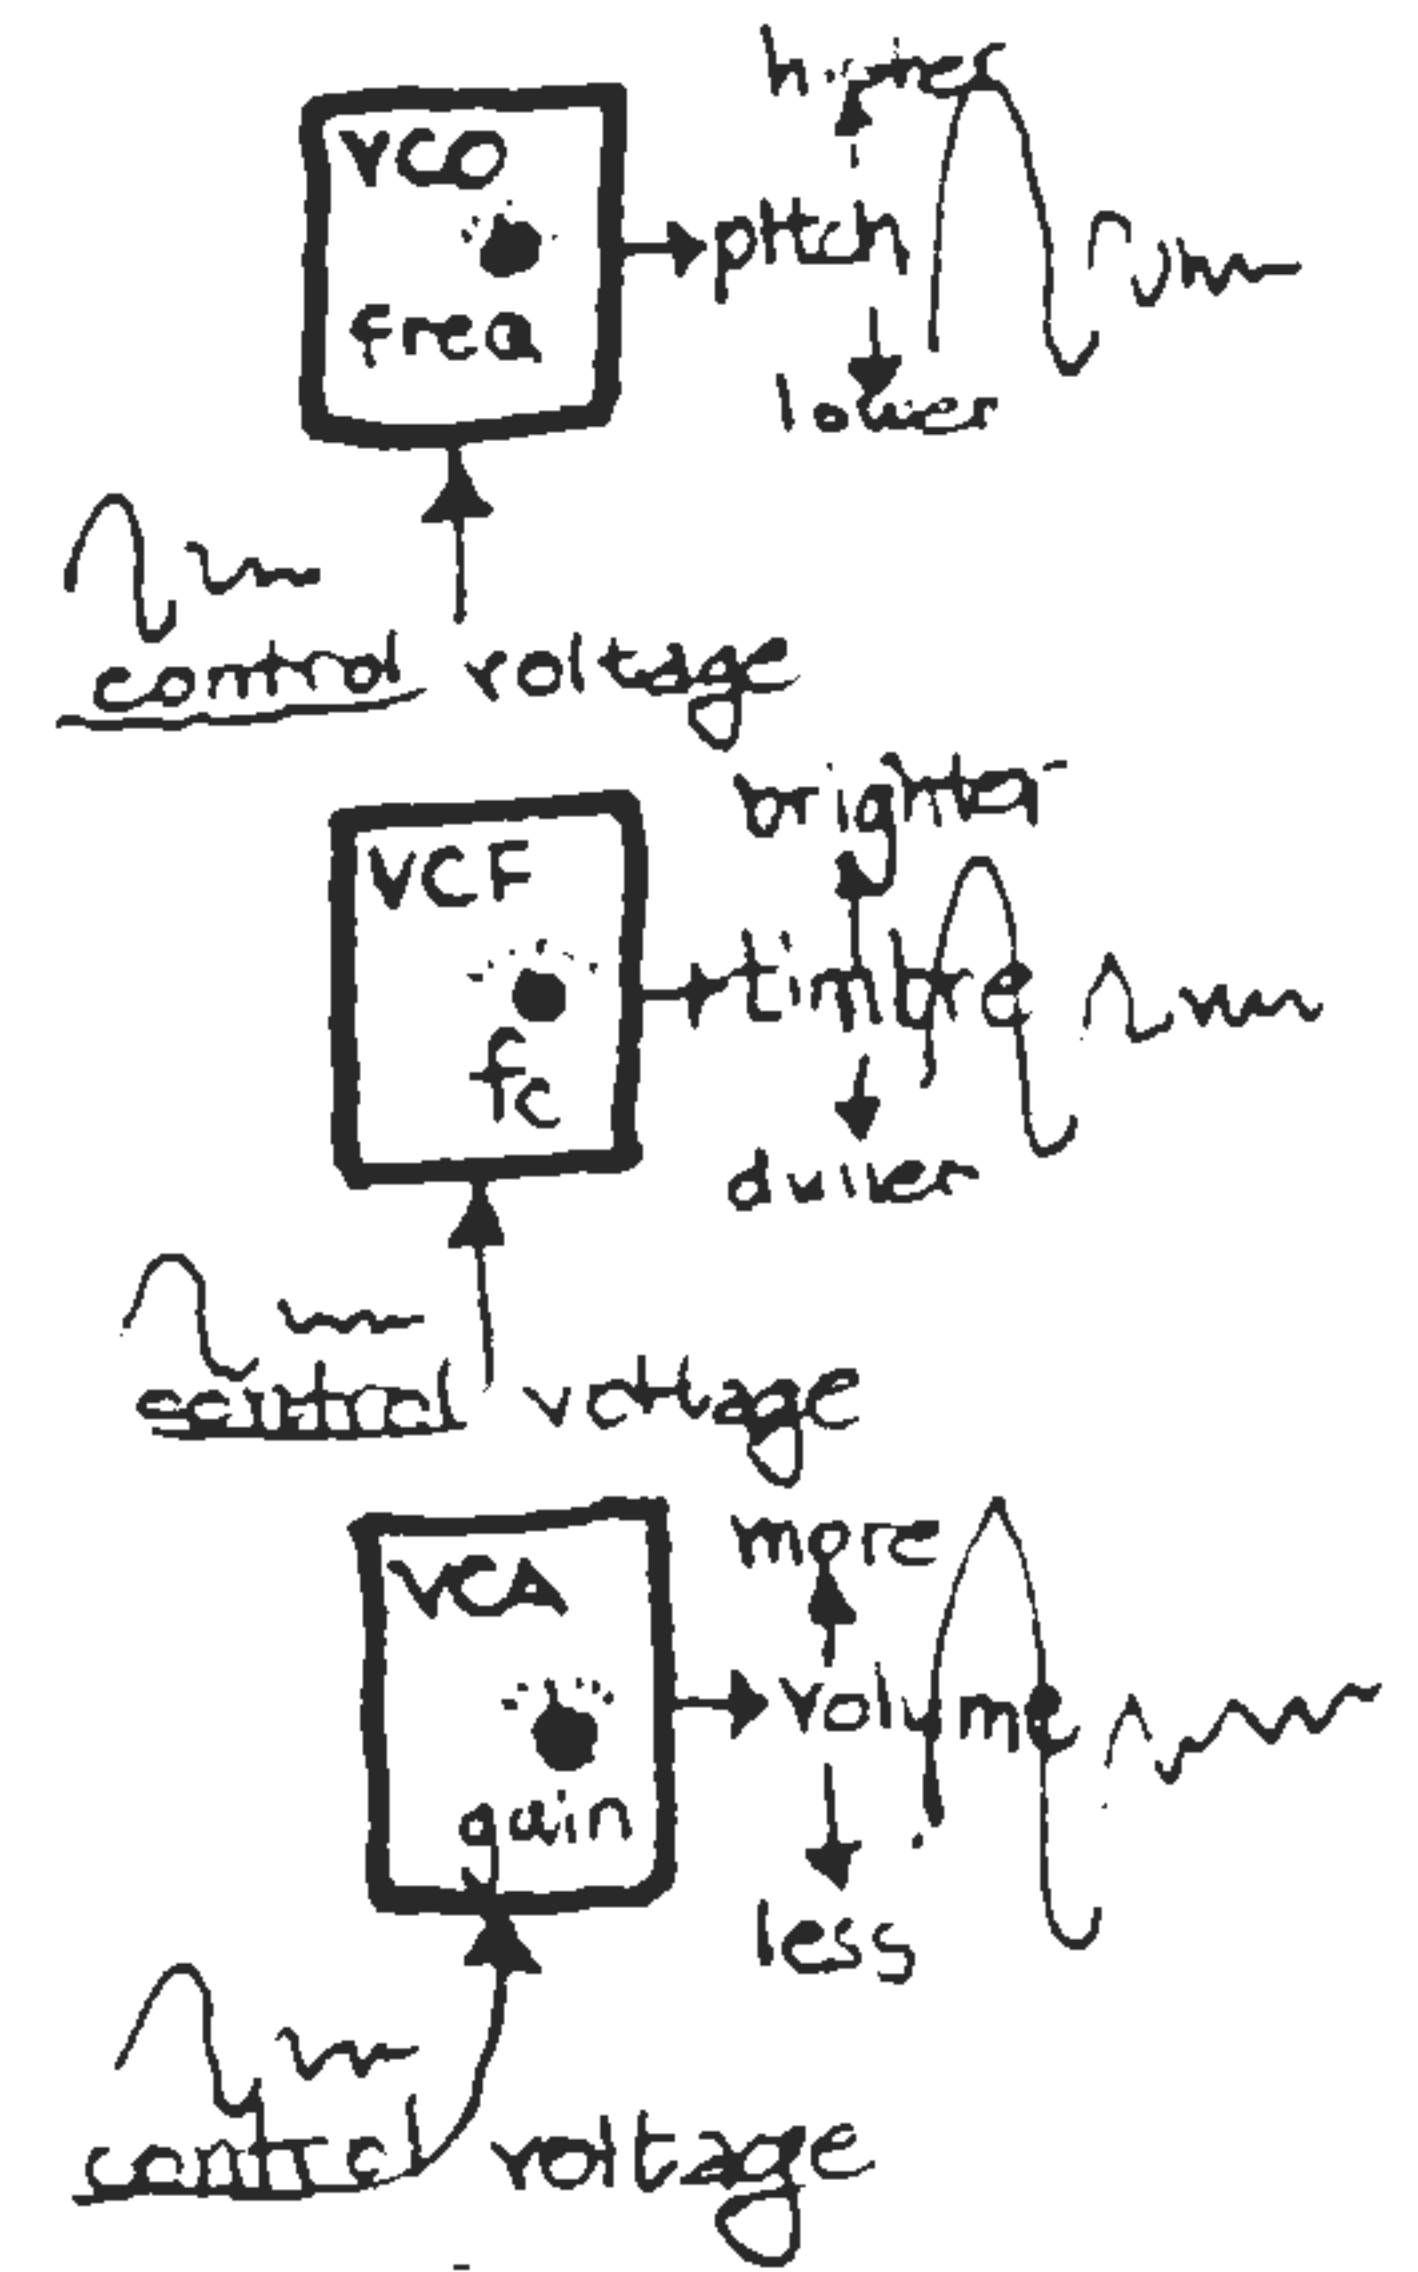 higher
VCO
pitch
freq
lower
control voltage
brighter
VCF
timbre
fc
duller
control voltage
more
VCA
volume
gain
less
control voltage